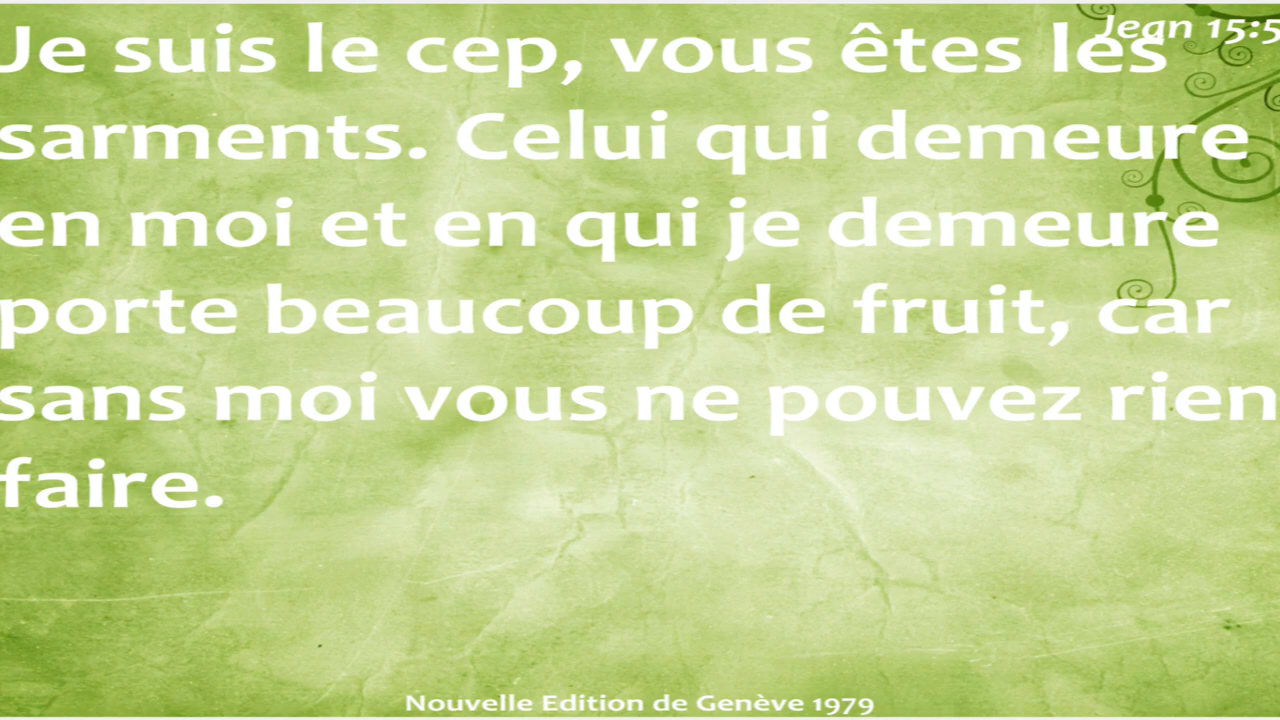 Jean 15:5
Je suis le cep, vous êtes les
sarments. Celui qui demeure
en moi et en qui je demeure
porte beaucoup de fruit, car
sans moi vous ne pouvez rien
faire.
Nouvelle Edition de Genève 1979